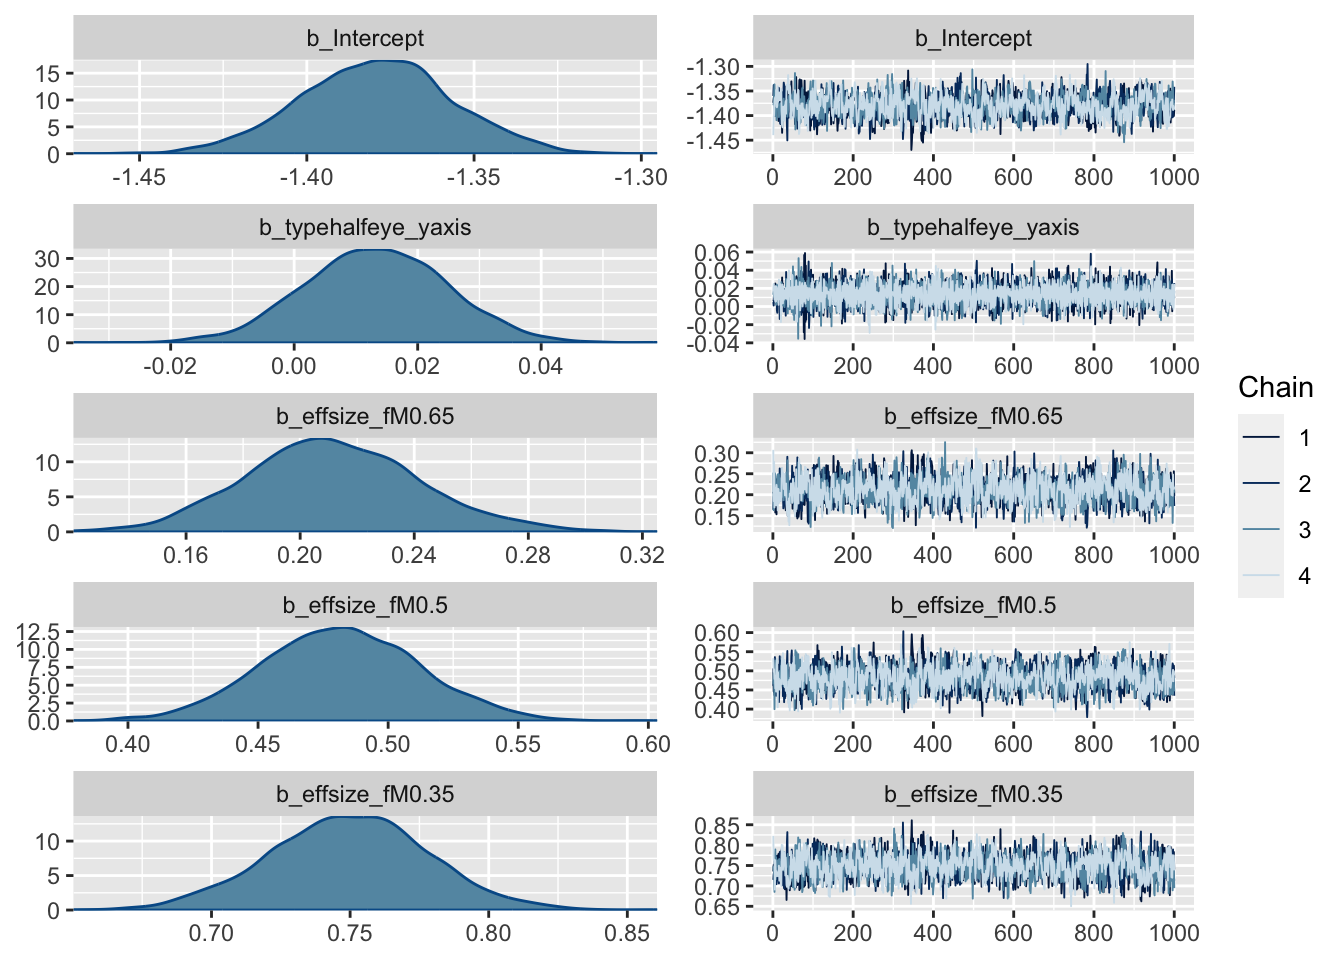 b_Intercept
15
10
5
0
-1.45 -1.40 -1.35 -1.30
b_Intercept
-1.30
-1.35
-1.40
-1.45
0 200 400 600 800 1000
b_typehalfeye_yaxis
30
20
10
0
-0.02 0.00 0.02 0.04
b_typehalfeye_yaxis
0.06
0.04
0.02
0.00
-0.02
-0.04
0 200 400 600 800 1000
b_effsize_fM0.65
10
5
0
0.16 0.20 0.24 0.28 0.32
b_effsize_fM0.65
0.30
0.25
0.20
0.15
0 200 400 600 800 1000
b_effsize_fM0.5
12.5
10.0
7.5
5.0
2.5
0.0
0.40 0.45 0.50 0.55 0.60
b_effsize_fM0.5
0.60
0.55
0.50
0.45
0.40
0 200 400 600 800 1000
b_effsize_fM0.35
10
5
0
0.70 0.75 0.80 0.85
b_effsize_fM0.35
0.85
0.80
0.75
0.70
0.65
0 200 400 600 800 1000
Chain
1
2
3
4